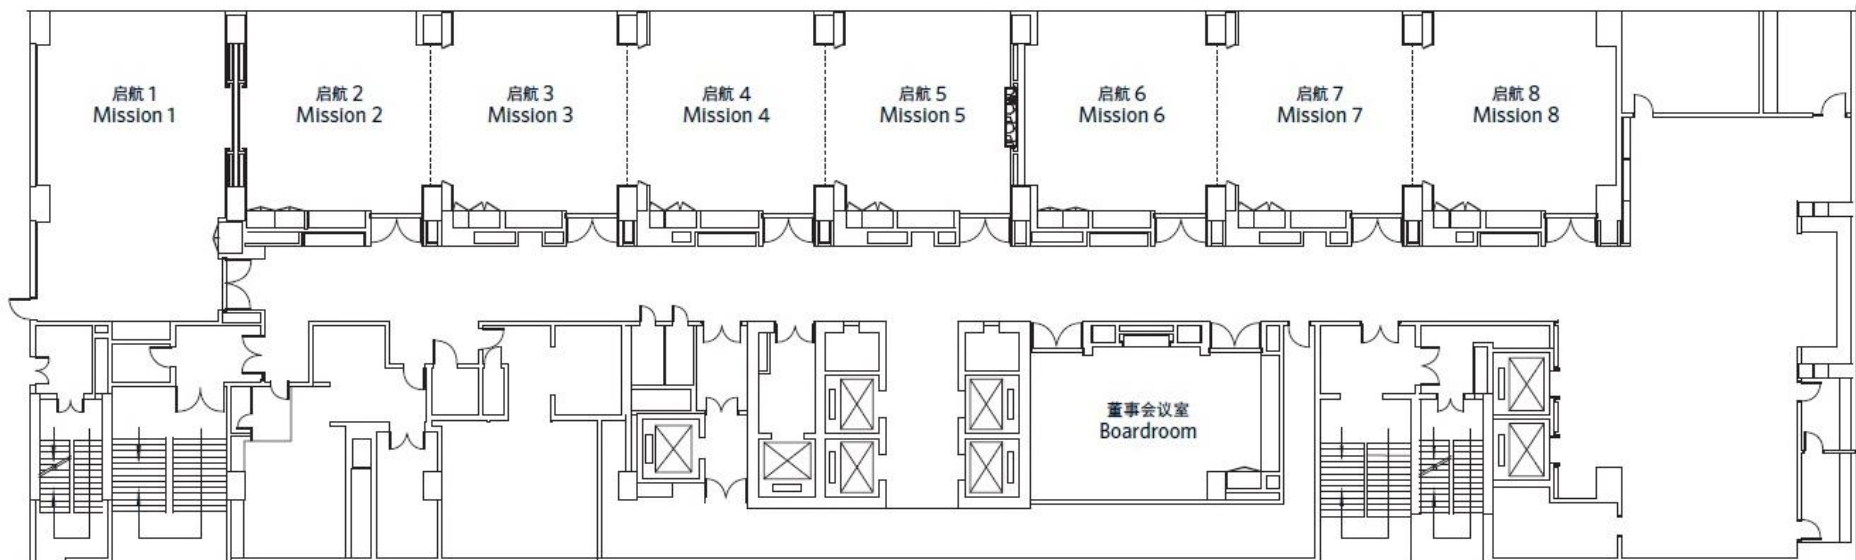 启航 1
Mission 1
启航 2
Mission 2
启航 3
Mission 3
启航 4
Mission 4
启航 5
Mission 5
启航 6
Mission 6
启航 7
Mission 7
启航 8
Mission 8
董事会议室
Boardroom